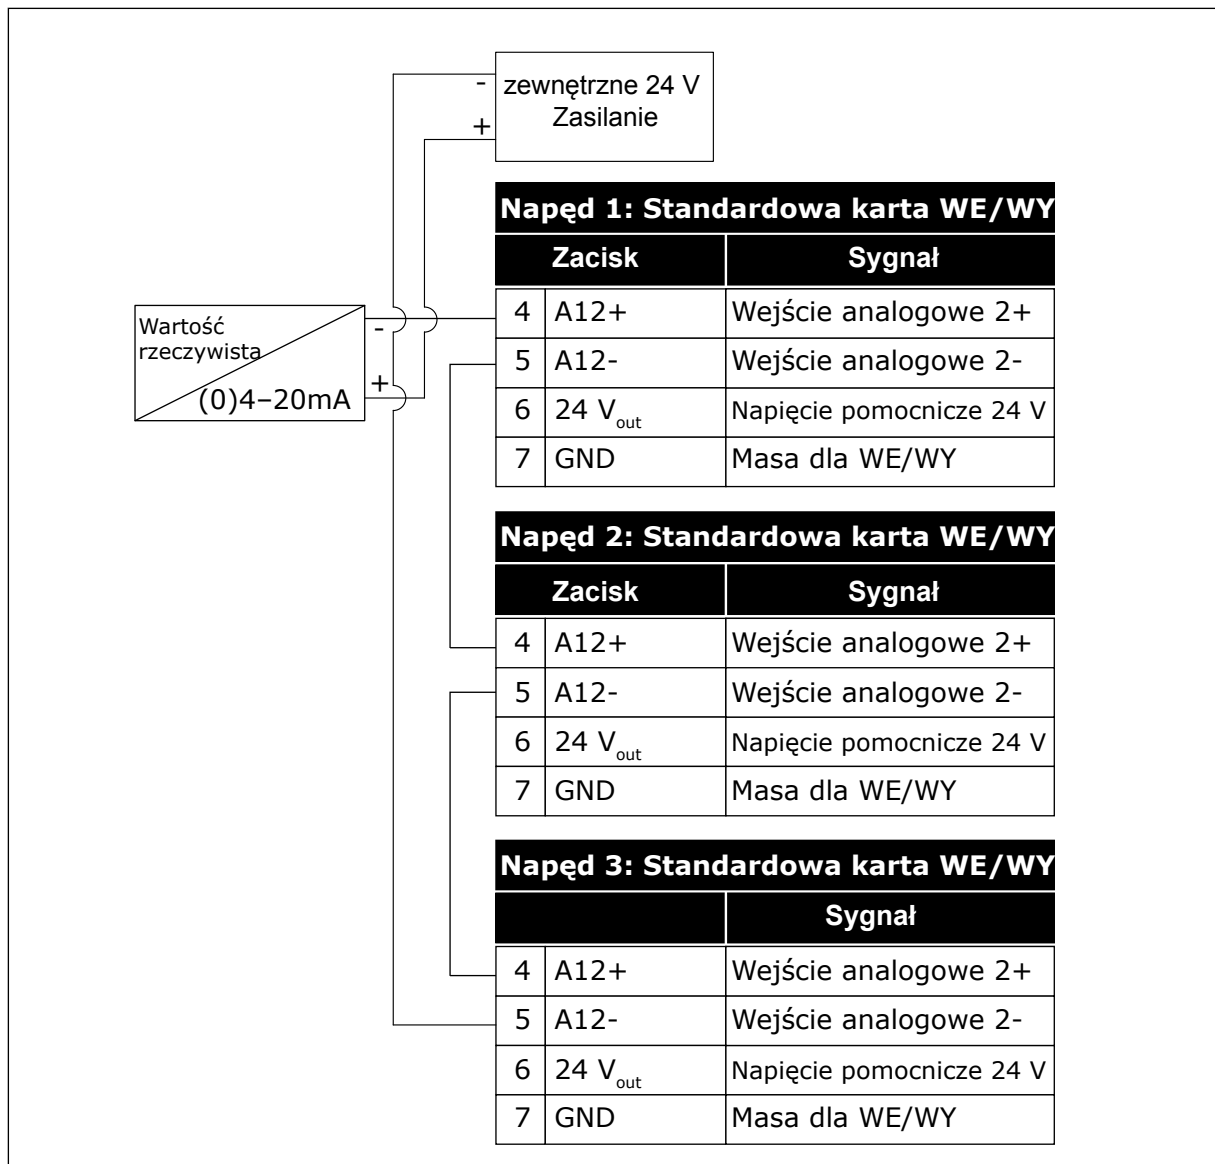 - zewnętrzne 24 V
+ Zasilanie
Napęd 1: Standardowa karta WE/WY
Zacisk Sygnał
4 A12+ Wejście analogowe 2+
5 A12- Wejście analogowe 2-
6 24 Vout Napięcie pomocnicze 24 V
7 GND Masa dla WE/WY
Wartość
rzeczywista
(0)4–20mA
-
+
Napęd 2: Standardowa karta WE/WY
Zacisk Sygnał
4 A12+ Wejście analogowe 2+
5 A12- Wejście analogowe 2-
6 24 Vout Napięcie pomocnicze 24 V
7 GND Masa dla WE/WY
Napęd 3: Standardowa karta WE/WY
Sygnał
4 A12+ Wejście analogowe 2+
5 A12- Wejście analogowe 2-
6 24 Vout Napięcie pomocnicze 24 V
7 GND Masa dla WE/WY